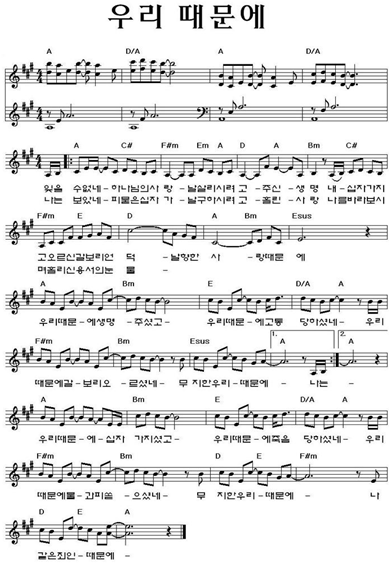 우리 때문에
A D/A A D/A
A C# F#m Em A D Bm C#
잊을 수없네-하나님의사 랑-날살리시려 고-주신-생 명 내-십자가지
나는 보았네-피묻은십자 가-날구하시려 고-흘린-사 랑 나를바라보시
F#m E D A Bm Esus
고오르신갈보리언 덕-날향한 사-랑때문 에
며흘리신용서의눈 물-
A Bm E D/A A
우리때문-에생명-주셨고- 우리때문-에고통 당하셨네-우리
F#m Bm Esus 1. A 2. A
때문에갈-보리오-르셨네- 무 지한우리-때문에- 나는-
A Bm E D/A A
우리때문-에십자 가지셨고- 우리때문-에죽음 당하셨네-우리
F#m Bm E F#m
때문에물-과피쏟-으셨네- 무 지한우리-때문에- 나
D E A
같은죄인-때문에-